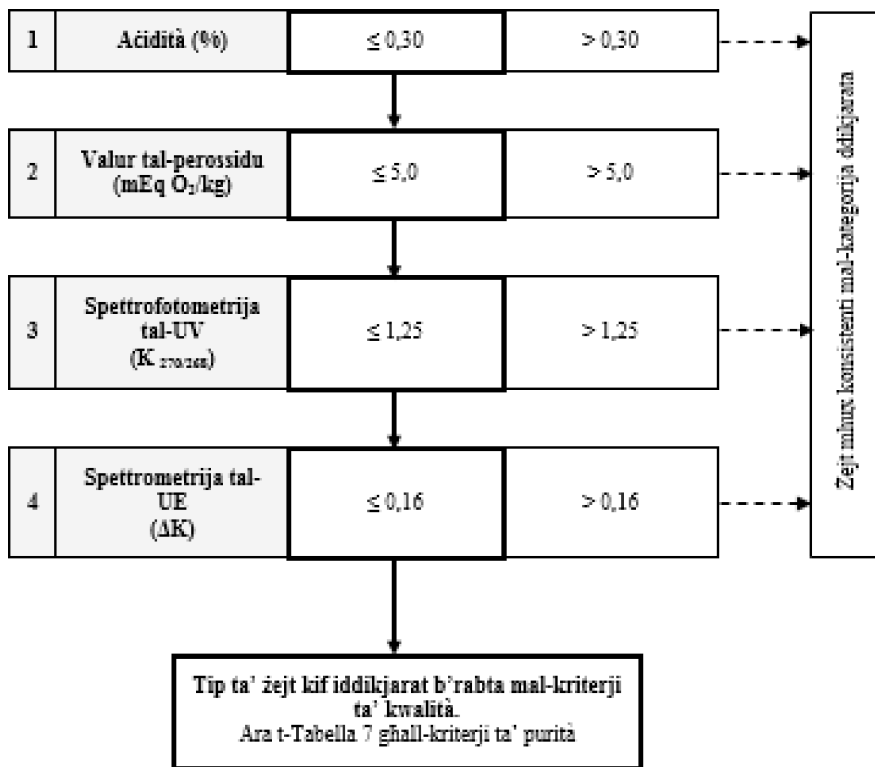 1 Aċidità (%) ≤ 0,30 > 0,30
2 Valur tal-perossidu
(mEq O₂/kg) ≤ 5,0 > 5,0
3 Spettrofotometrija
tal-UV
(K 270/268) ≤ 1,25 > 1,25
4 Spettrometrija tal-
UE
(ΔK) ≤ 0,16 > 0,16
Żejt mhux konsistenti mal-kategorija ddikjarata
Tip ta’ żejt kif iddikjarat b’rabta mal-kriterji
ta’ kwalità.
Ara t-Tabella 7 għall-kriterji ta’ purità